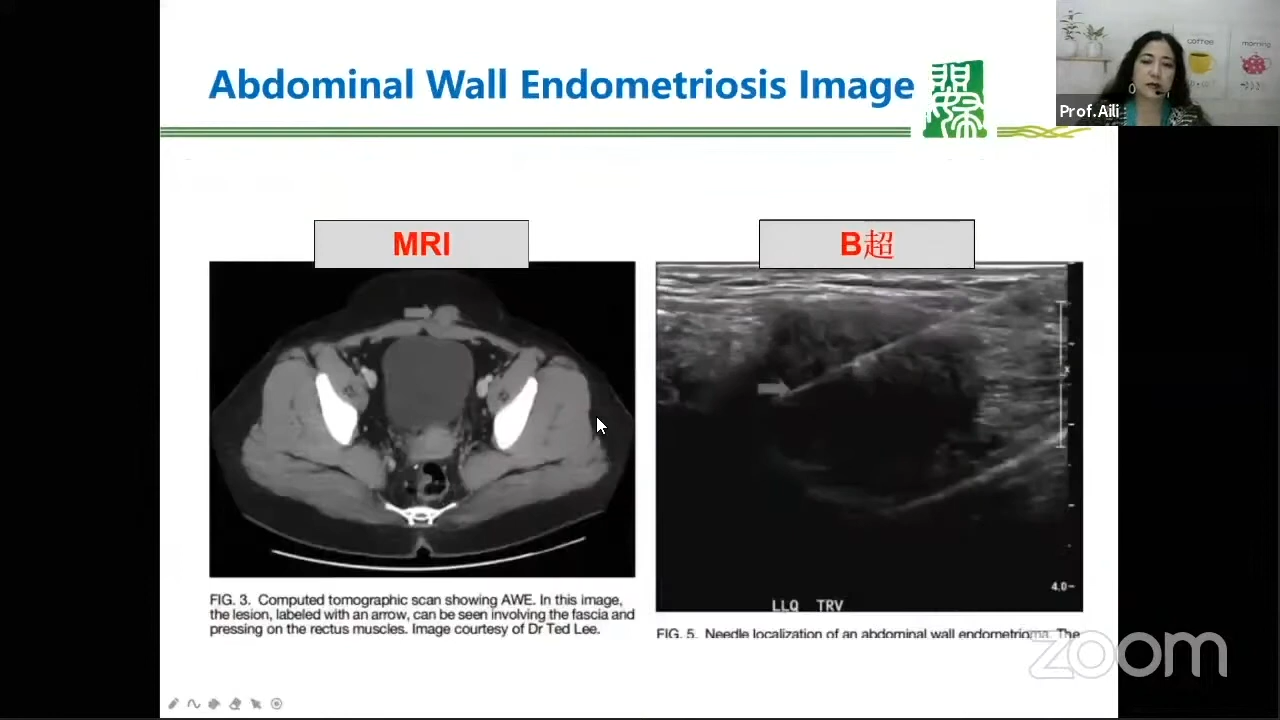 Abdominal Wall Endometriosis Image
Prof.Aili
coffee
morning
MRI
B超
4.0-
LLQ TRV
FIG. 3. Computed tomographic scan showing AWE. In this image,
the lesion, labeled with an arrow, can be seen involving the fascia and
pressing on the rectus muscles. Image courtesy of Dr Ted Lee.
FIG. 5. Needle localization of an abdominal wall endometrioma. The
zoom